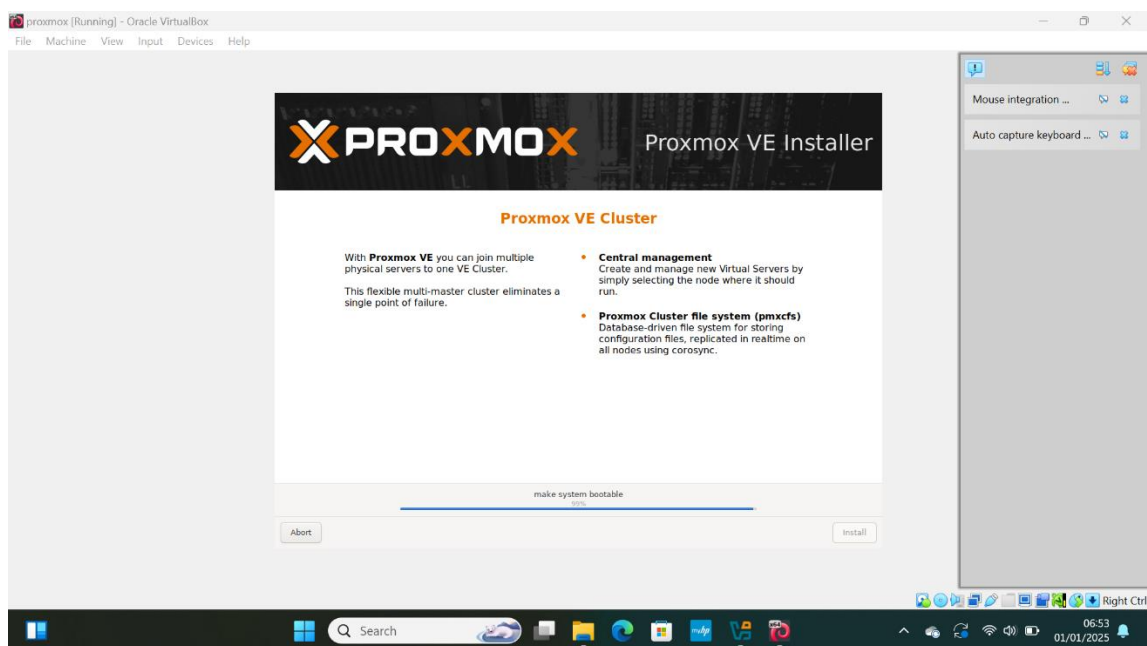 proxmox [Running] - Oracle VirtualBox
File Machine View Input Devices Help
Mouse integration ...
Auto capture keyboard ...
PROXMOX
Proxmox VE Installer
Proxmox VE Cluster
With Proxmox VE you can join multiple
physical servers to one VE Cluster.
This flexible multi-master cluster eliminates a
single point of failure.
Central management
Create and manage new Virtual Servers by
simply selecting the node where it should
run.
Proxmox Cluster file system (pmxcfs)
Database-driven file system for storing
configuration files, replicated in realtime on
all nodes using corosync.
make system bootable
99%
Abort
Install
Right Ctrl
Search
06:53
01/01/2025